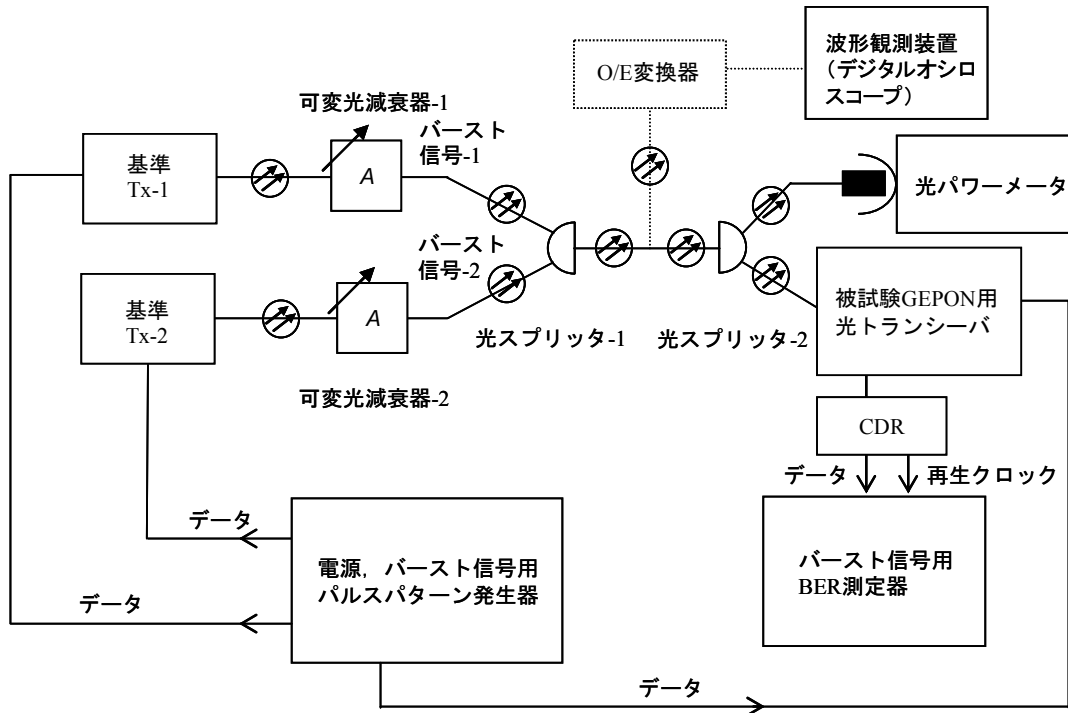 波形観測装置
（デジタルオシロ
スコープ）
O/E変換器
可変光減衰器-1
バースト
信号-1
基準
Tx-1
A
光パワーメータ
バースト
信号-2
基準
Tx-2
A
光スプリッタ-1
光スプリッタ-2
被試験GEPON用
光トランシーバ
可変光減衰器-2
CDR
データ
再生クロック
データ
電源，バースト信号用
パルスパターン発生器
バースト信号用
BER測定器
データ
データ